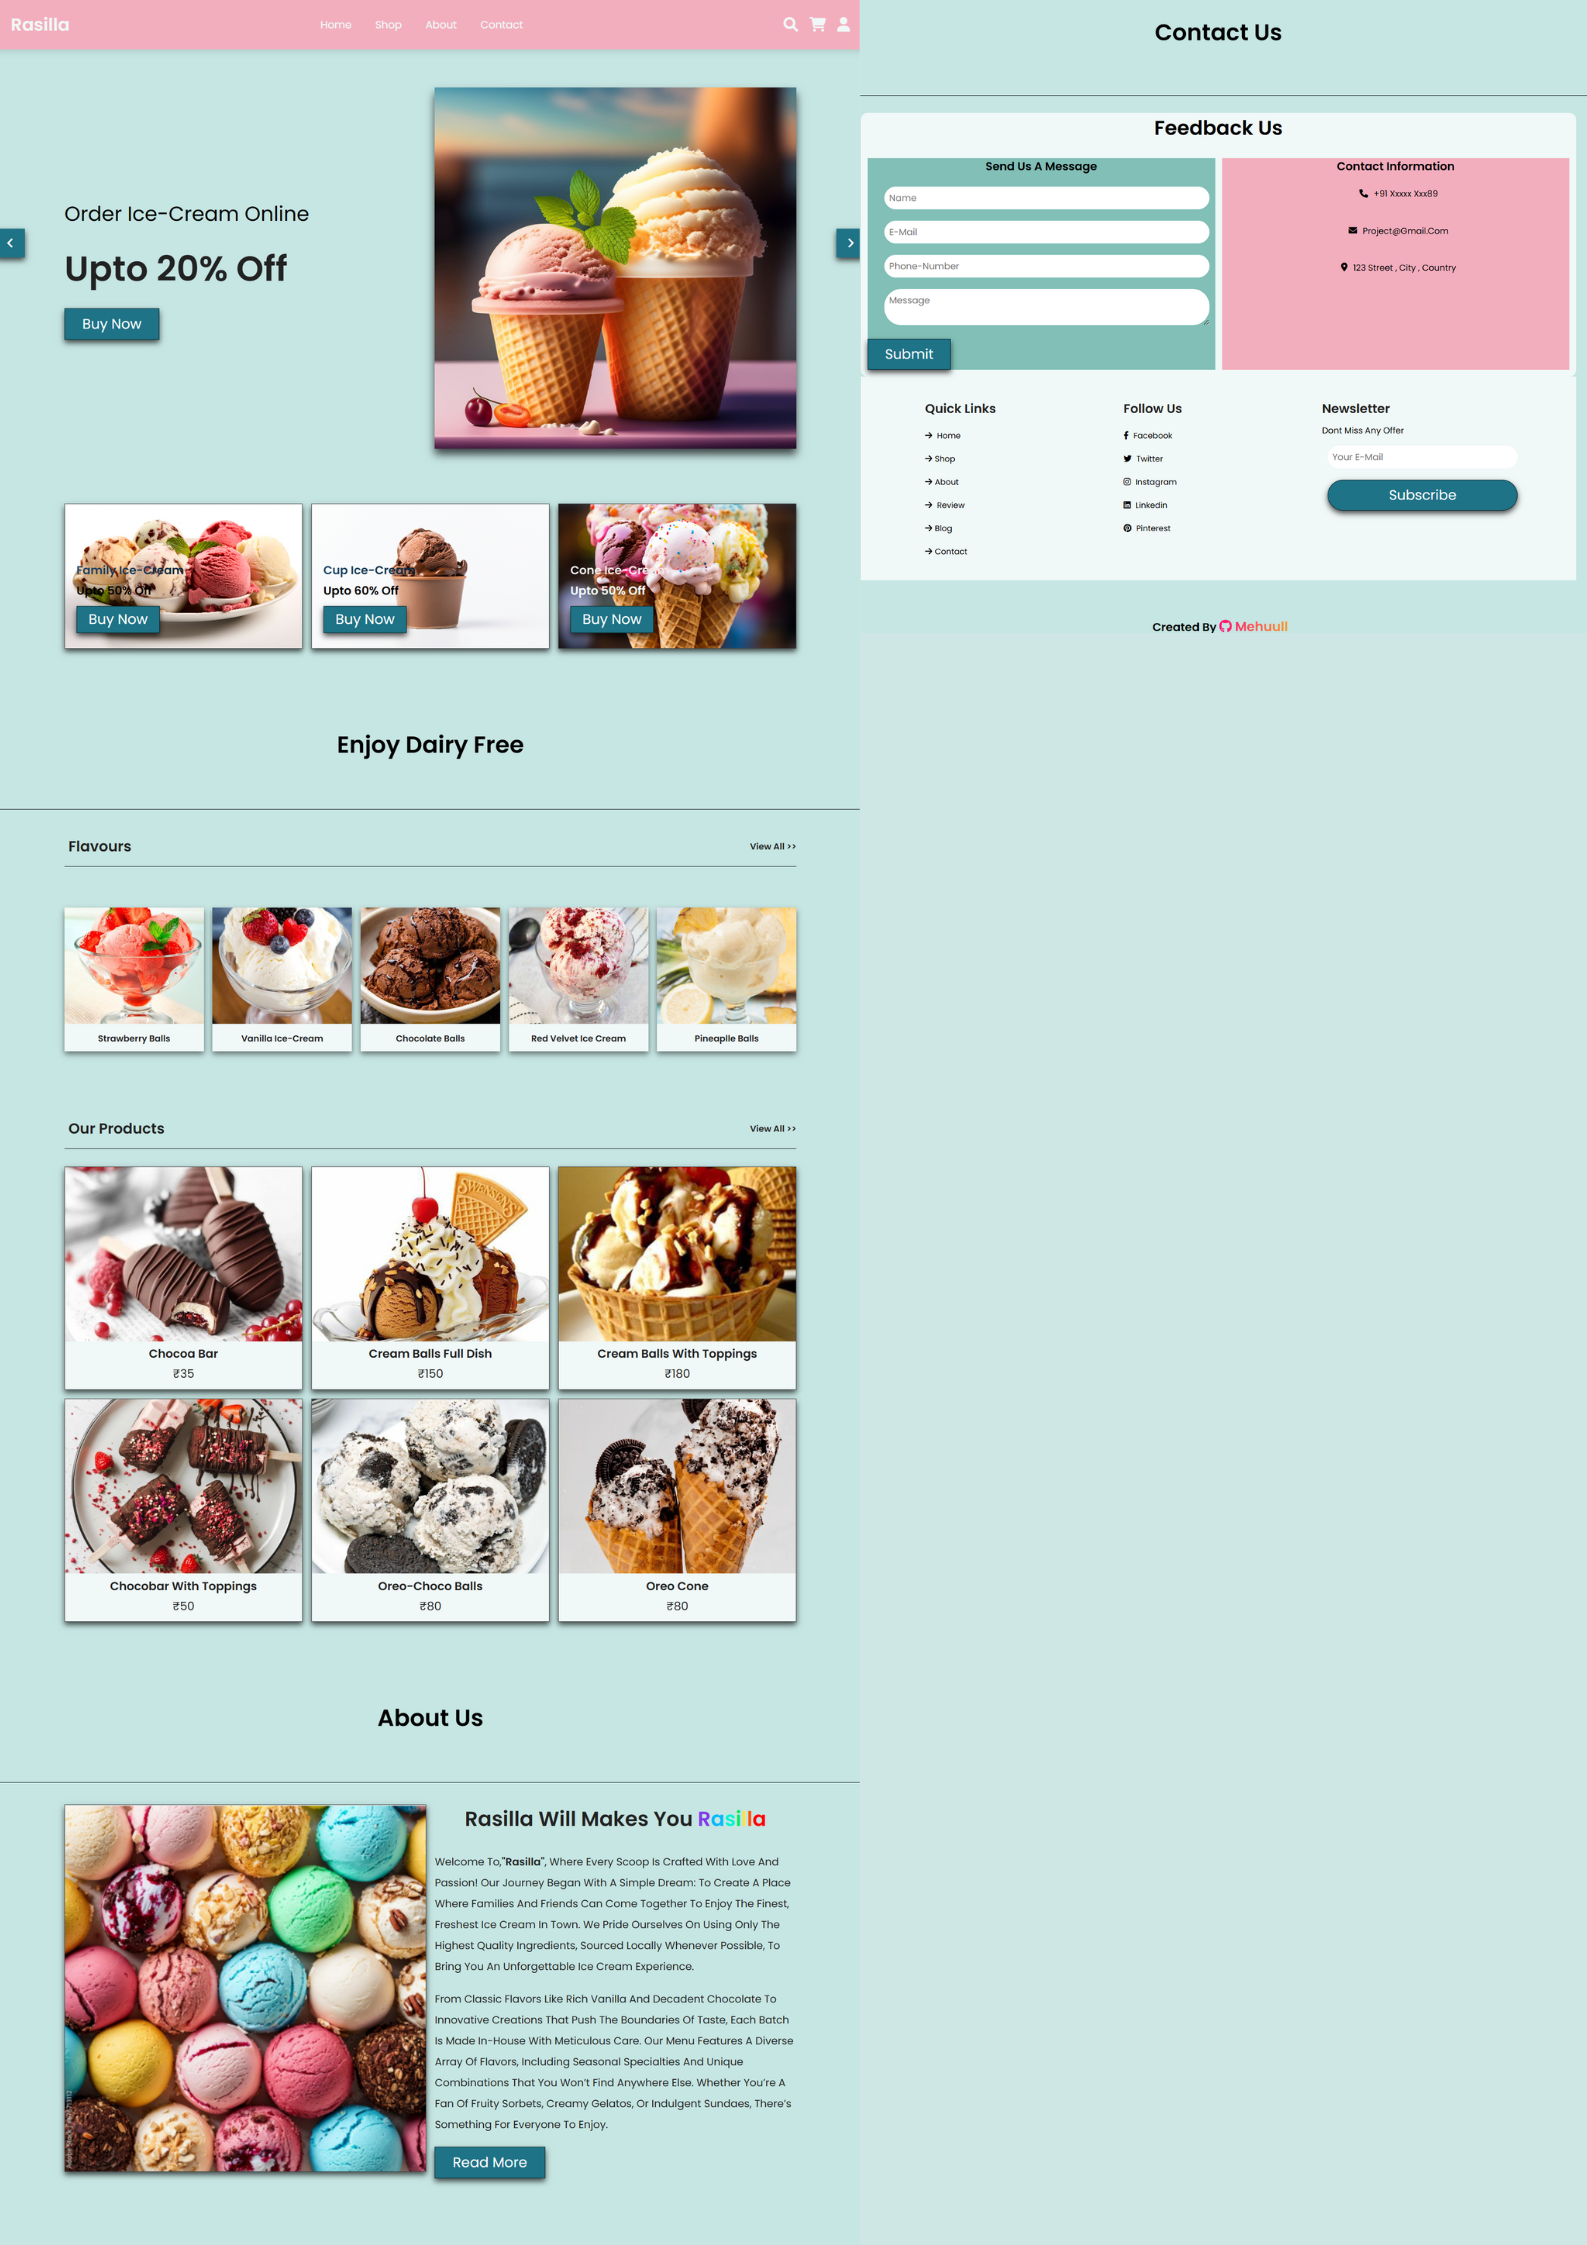 Rasilla
Home Shop About Contact
Order Ice-Cream Online
Upto 20% Off
Buy Now
Family Ice-Cream
Upto 50% Off
Buy Now
Cup Ice-Cream
Upto 60% Off
Buy Now
Cone Ice-Cream
Upto 50% Off
Buy Now
Enjoy Dairy Free
Flavours
View All >>
Strawberry Balls
Vanilla Ice-Cream
Chocolate Balls
Red Velvet Ice Cream
Pineaplle Balls
Our Products
View All >>
Chocoa Bar
₹35
Cream Balls Full Dish
₹150
Cream Balls With Toppings
₹180
Chocobar With Toppings
₹50
Oreo-Choco Balls
₹80
Oreo Cone
₹80
About Us
Rasilla Will Makes You Rasilla
Welcome To,"Rasilla", Where Every Scoop Is Crafted With Love And
Passion! Our Journey Began With A Simple Dream: To Create A Place
Where Families And Friends Can Come Together To Enjoy The Finest,
Freshest Ice Cream In Town. We Pride Ourselves On Using Only The
Highest Quality Ingredients, Sourced Locally Whenever Possible, To
Bring You An Unforgettable Ice Cream Experience.
From Classic Flavors Like Rich Vanilla And Decadent Chocolate To
Innovative Creations That Push The Boundaries Of Taste, Each Batch
Is Made In-House With Meticulous Care. Our Menu Features A Diverse
Array Of Flavors, Including Seasonal Specialties And Unique
Combinations That You Won't Find Anywhere Else. Whether You're A
Fan Of Fruity Sorbets, Creamy Gelatos, Or Indulgent Sundaes, There's
Something For Everyone To Enjoy.
Read More
Contact Us
Feedback Us
Send Us A Message
Name
E-Mail
Phone-Number
Message
Submit
Contact Information
+91 Xxxxx Xxx89
Project@Gmail.Com
123 Street , City , Country
Quick Links
Home
Shop
About
Review
Blog
Contact
Follow Us
Facebook
Twitter
Instagram
Linkedin
Pinterest
Newsletter
Dont Miss Any Offer
Your E-Mail
Subscribe
Created By Mehuull